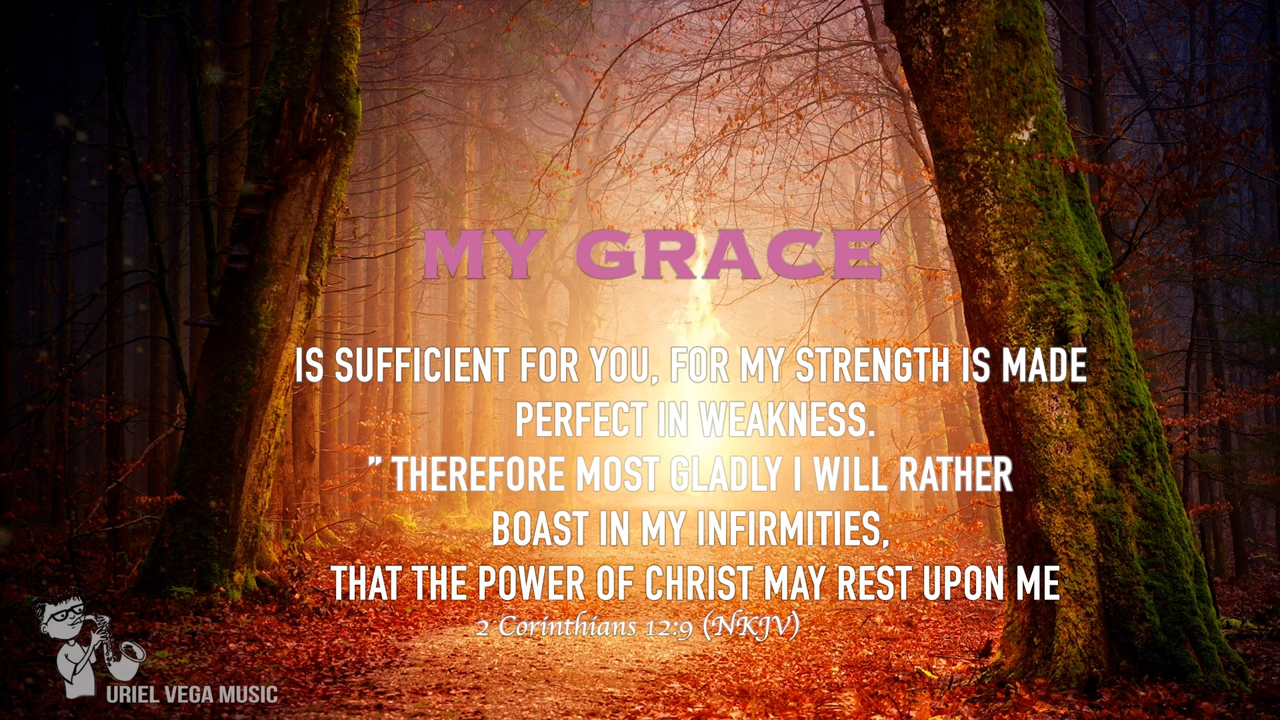 MY GRACE
IS SUFFICIENT FOR YOU, FOR MY STRENGTH IS MADE
PERFECT IN WEAKNESS.
” THEREFORE MOST GLADLY I WILL RATHER
BOAST IN MY INFIRMITIES,
THAT THE POWER OF CHRIST MAY REST UPON ME
2 Corinthians 12:9 (NKJV)
URIEL VEGA MUSIC